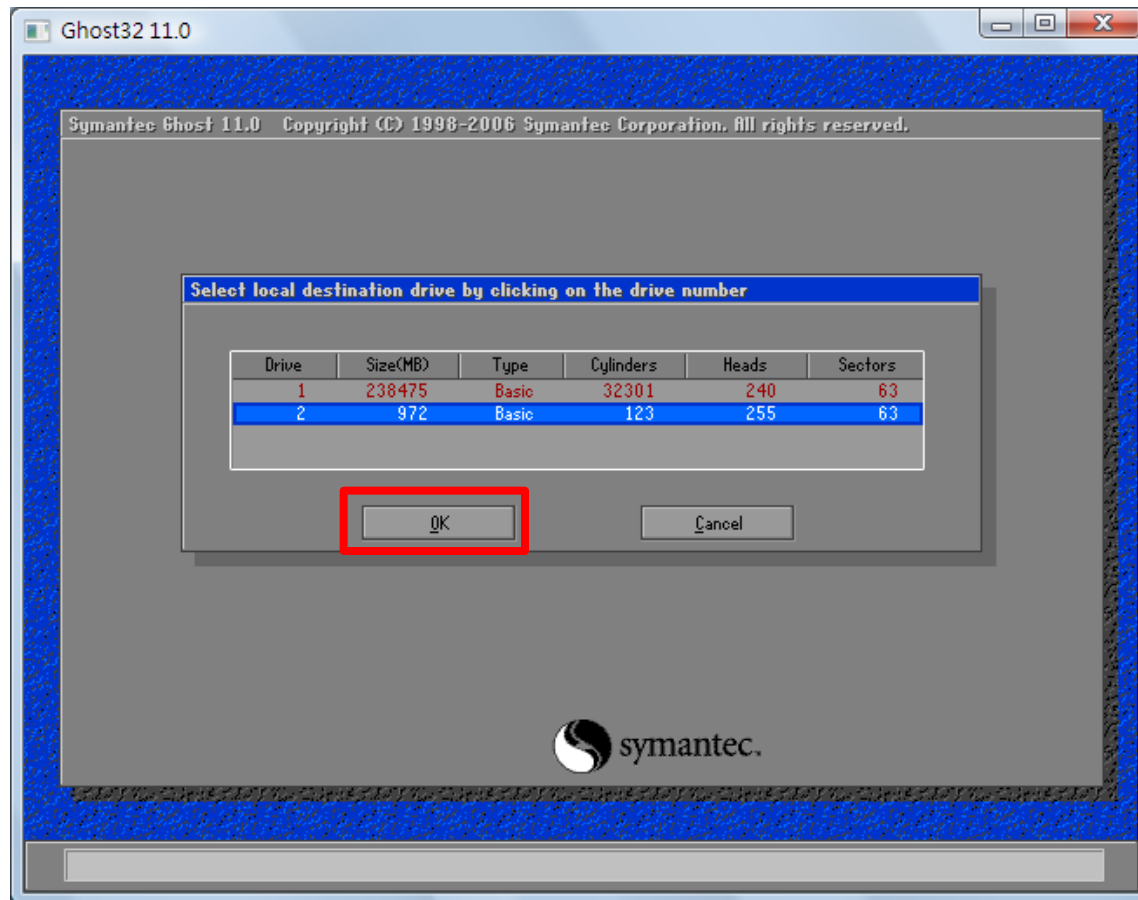 Ghost32 11.0
Symantec Ghost 11.0 Copyright (C) 1998-2006 Symantec Corporation. All rights reserved.
Select local destination drive by clicking on the drive number
Drive Size(MB) Type Cylinders Heads Sectors
1 238475 Basic 32301 240 63
2 972 Basic 123 255 63
OK Cancel
symantec.